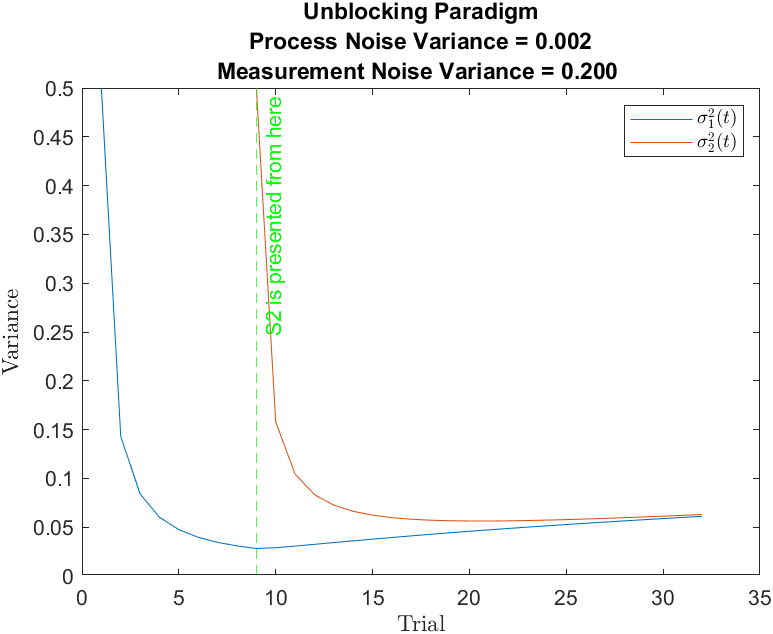 Unblocking Paradigm
Process Noise Variance = 0.002
Measurement Noise Variance = 0.200
σ₁²(t)
σ₂²(t)
S2 is presented from here
Variance
0.5
0.45
0.4
0.35
0.3
0.25
0.2
0.15
0.1
0.05
0
0 5 10 15 20 25 30 35
Trial